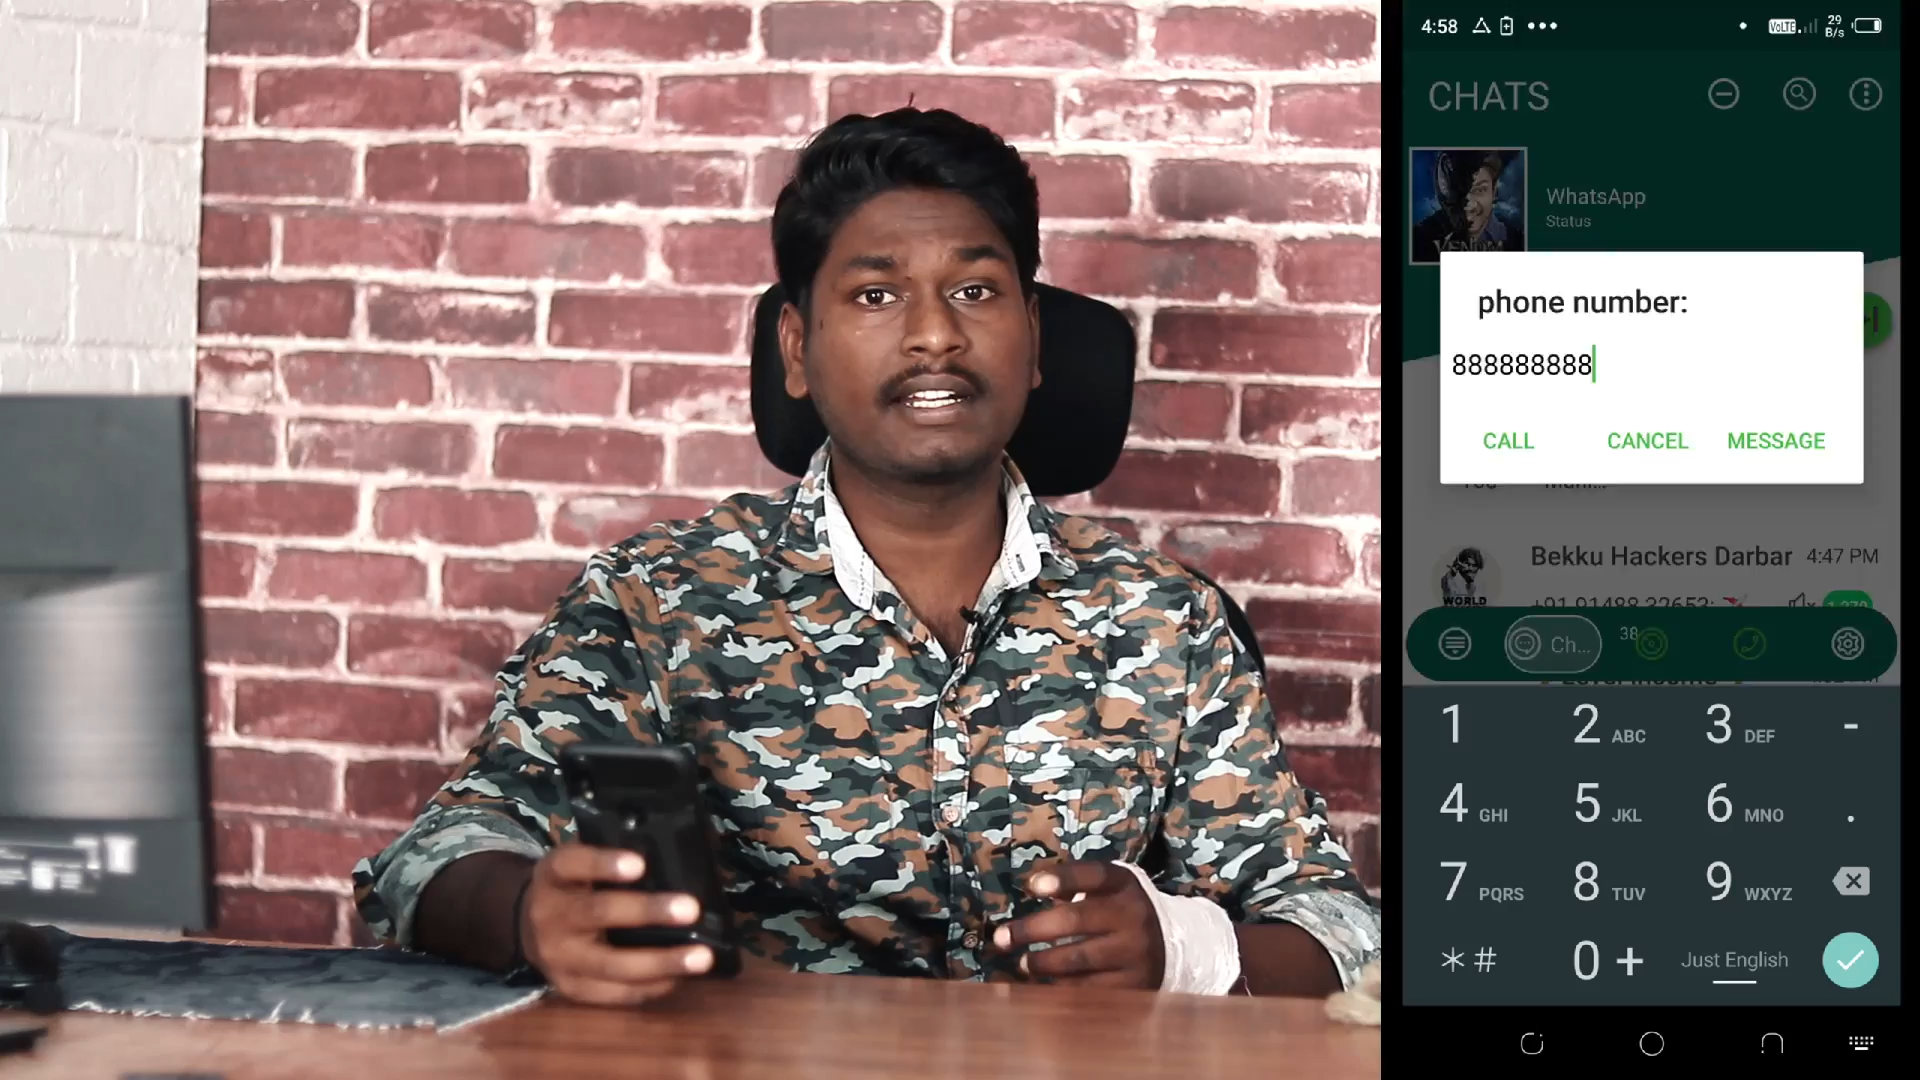 4:58
VoLTE
29
B/s
CHATS
WhatsApp
Status
VENOM
phone number:
888888888
CALL CANCEL MESSAGE
Bekku Hackers Darbar 4:47 PM
WORLD
Ch...
38
1 2 ABC 3 DEF -
4 GHI 5 JKL 6 MNO .
7 PQRS 8 TUV 9 WXYZ
*# 0 + Just English